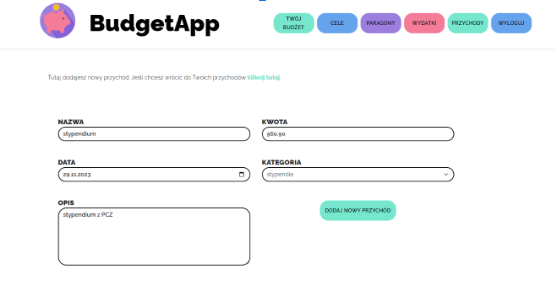 BudgetApp
TWÓJ
BUDŻET
CELE
PARAGONY
WYDATKI
PRZYCHODY
WYLOGUJ
Tutaj dodajesz nowy przychód. Jeśli chcesz wrócić do Twoich przychodów kliknij tutaj.
NAZWA
stypendium
KWOTA
560.90
DATA
29.11.2023
KATEGORIA
stypendia
OPIS
stypendium z PCZ
DODAJ NOWY PRZYCHÓD